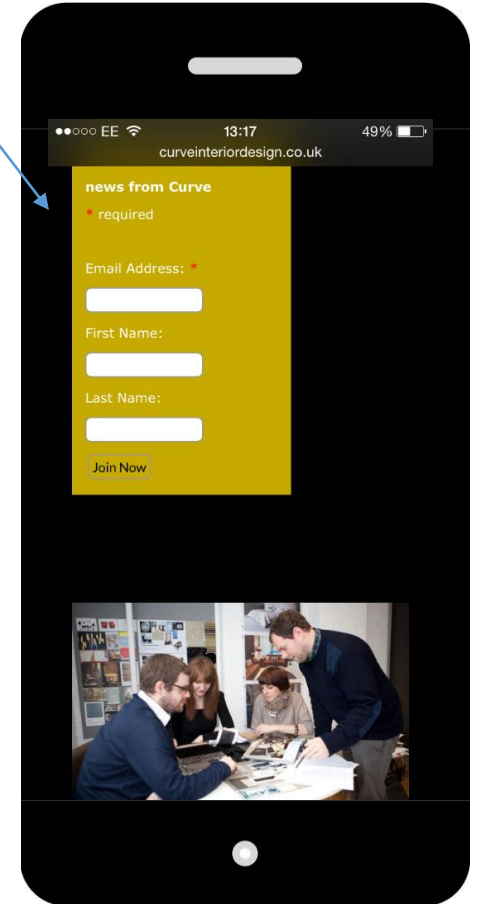 EE 13:17 49%
curveinteriordesign.co.uk
news from Curve
* required
Email Address: *
First Name:
Last Name:
Join Now